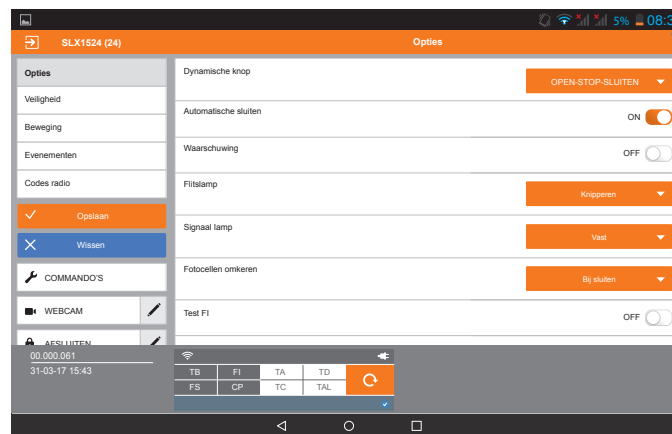 5% 08:3
SLX1524 (24) Opties
Opties
Veiligheid
Beweging
Evenementen
Codes radio
Opslaan
Wissen
COMMANDO'S
WEBCAM
AFSLUITEN
Dynamische knop OPEN-STOP-SLUITEN
Automatische sluiten ON
Waarschuwing OFF
Flitslamp Knipperen
Signaal lamp Vast
Fotocellen omkeren Bij sluiten
Test FI OFF
00.000.061
31-03-17 15:43
TB FI TA TD
FS CP TC TAL